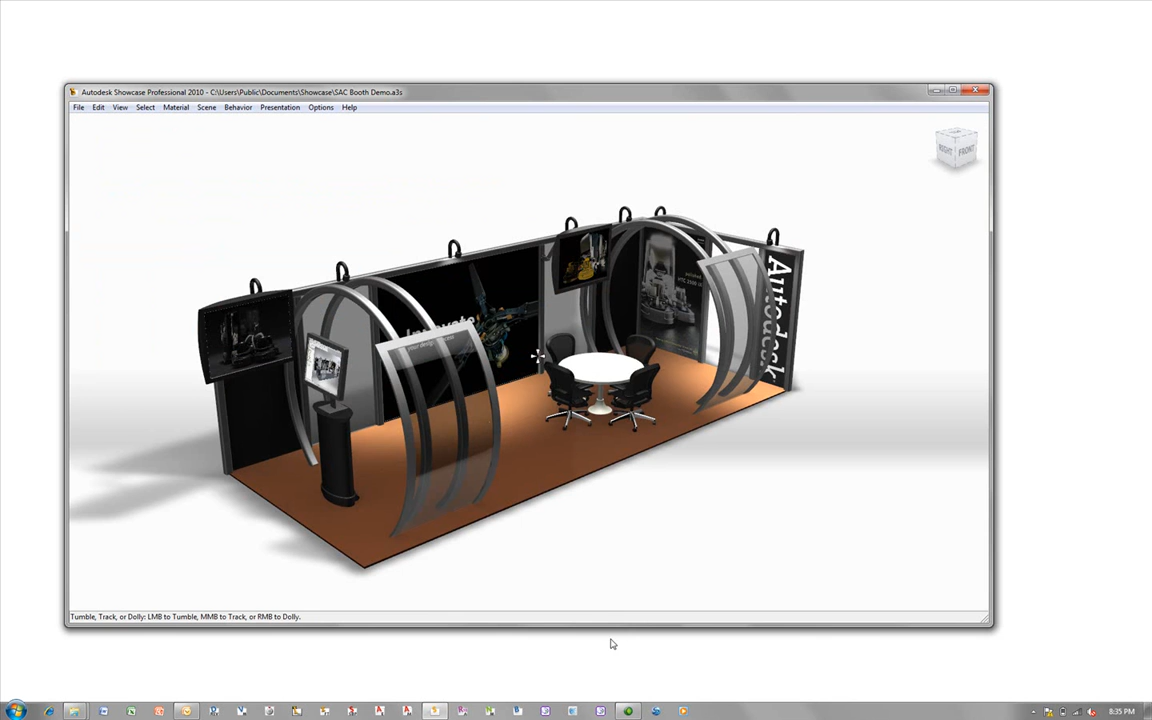 Autodesk Showcase Professional 2010 - C:\Users\Public\Documents\Showcase\SAC Booth Demo.a3s
File Edit View Select Material Scene Behavior Presentation Options Help
RIGHT FRONT
Autodesk
Innovate
Tumble, Track, or Dolly: LMB to Tumble, MMB to Track, or RMB to Dolly.
8:35 PM